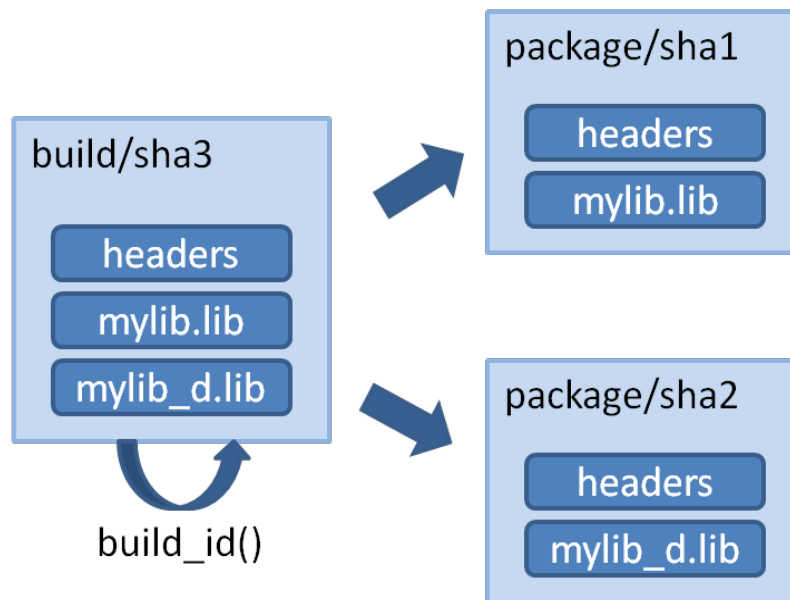 build/sha3
headers
mylib.lib
mylib_d.lib
build_id()
package/sha1
headers
mylib.lib
package/sha2
headers
mylib_d.lib